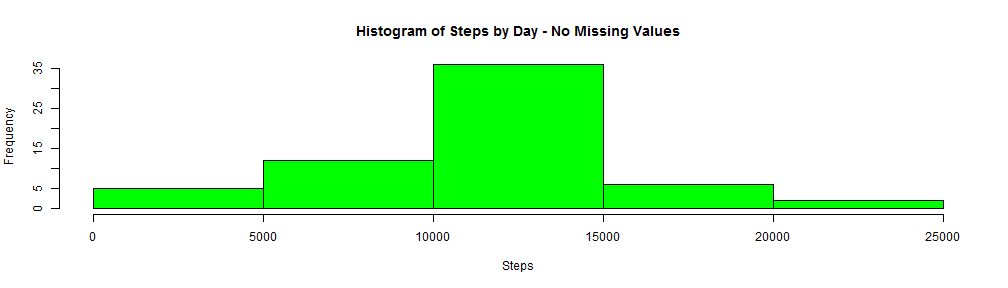 Histogram of Steps by Day - No Missing Values
Frequency
35
25
15
5
0
0 5000 10000 15000 20000 25000
Steps